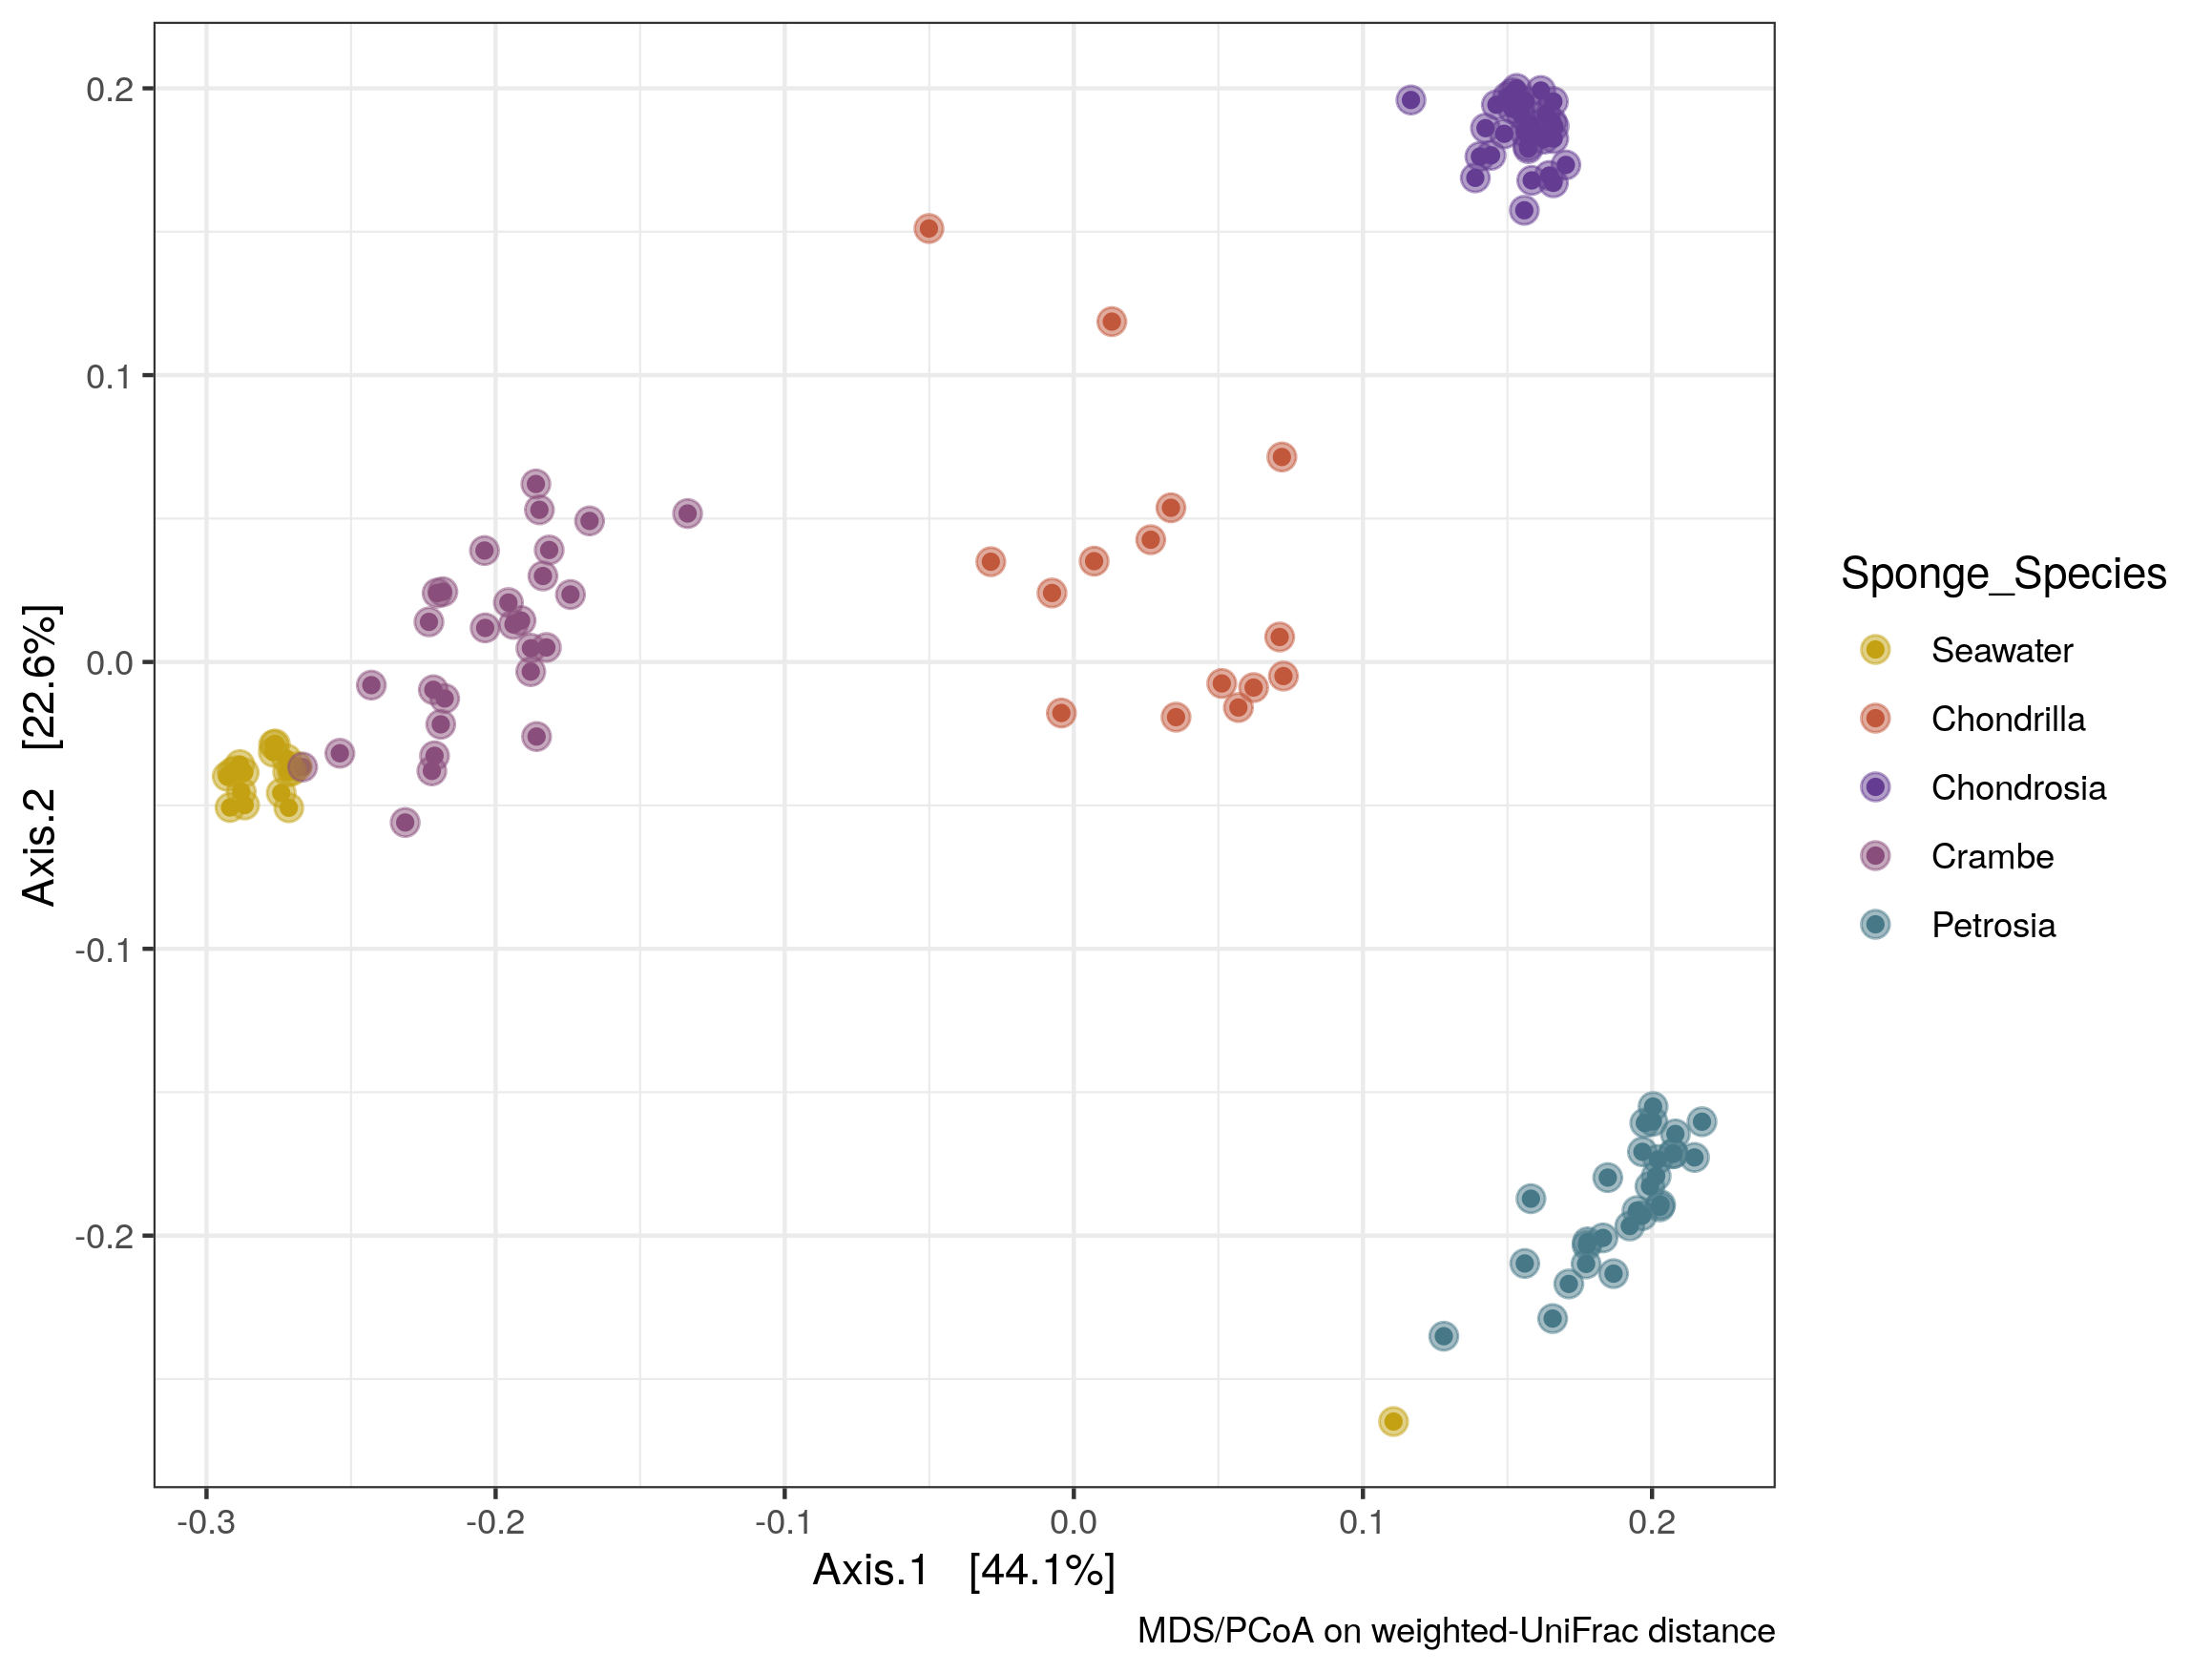 0.2
0.1
0.0
-0.1
-0.2
Axis.2 [22.6%]
-0.3 -0.2 -0.1 0.0 0.1 0.2
Axis.1 [44.1%]
MDS/PCoA on weighted-UniFrac distance
Sponge_Species
Seawater
Chondrilla
Chondrosia
Crambe
Petrosia